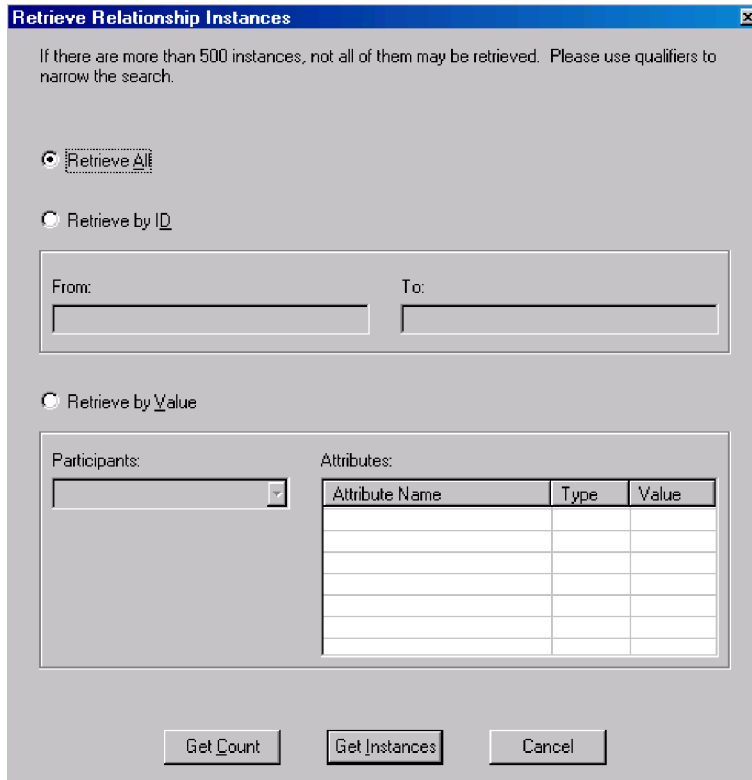 Retrieve Relationship Instances
If there are more than 500 instances, not all of them may be retrieved. Please use qualifiers to
narrow the search.
Retrieve All
Retrieve by ID
From:
To:
Retrieve by Value
Participants:
Attributes:
Attribute Name Type Value
Get Count Get Instances Cancel